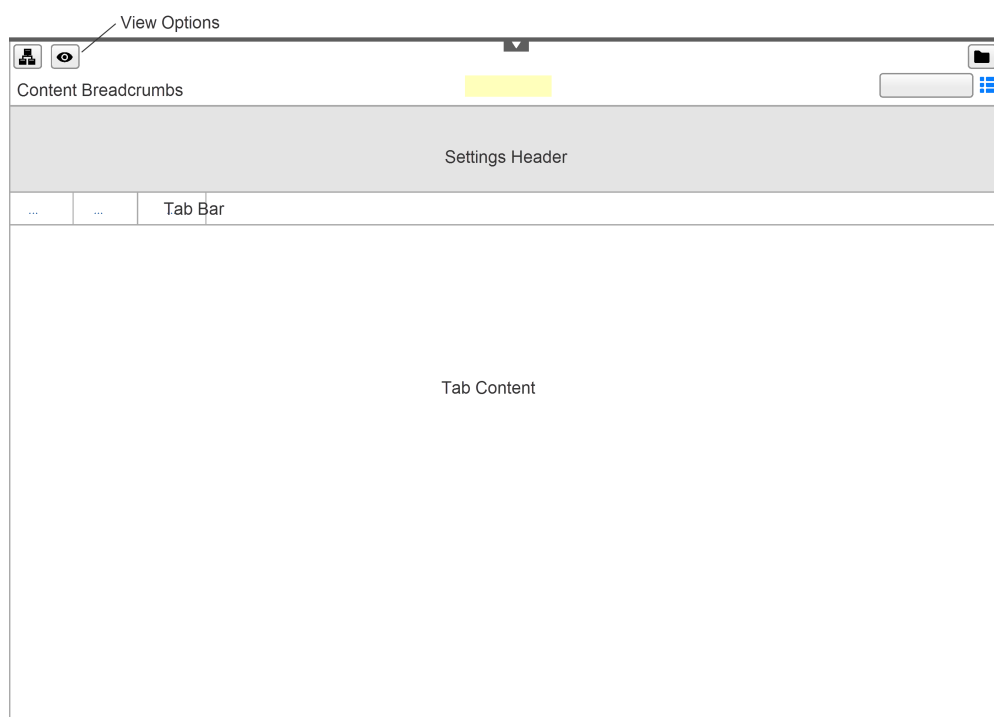 View Options
Content Breadcrumbs
Settings Header
...
...
Tab Bar
Tab Content